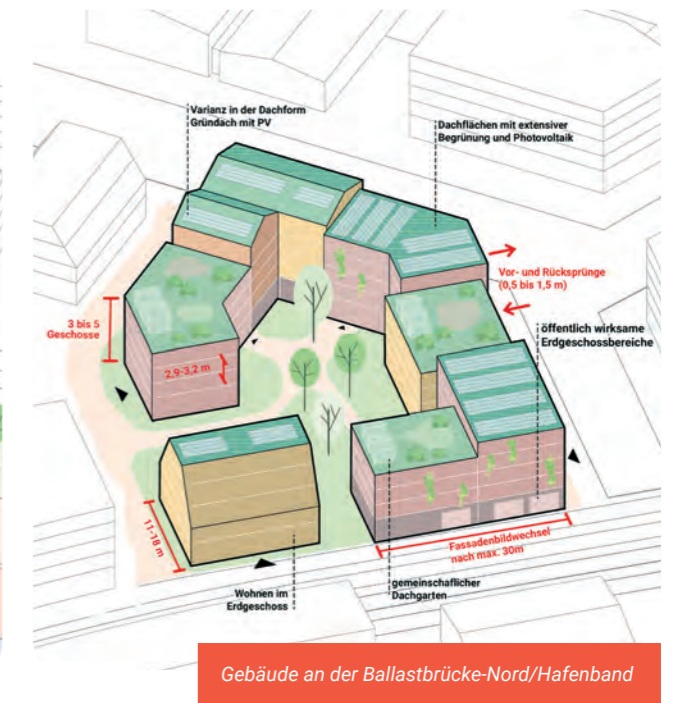 Varianz in der Dachform
Gründach mit PV
Dachflächen mit extensiver
Begrünung und Photovoltaik
Vor- und Rücksprünge
(0,5 bis 1,5 m)
3 bis 5
Geschosse
öffentlich wirksame
Erdgeschossbereiche
2,9-3,2 m
11-18 m
Fassadenbildwechsel
nach max. 30m
Wohnen im
Erdgeschoss
gemeinschaflicher
Dachgarten
Gebäude an der Ballastbrücke-Nord/Hafenband